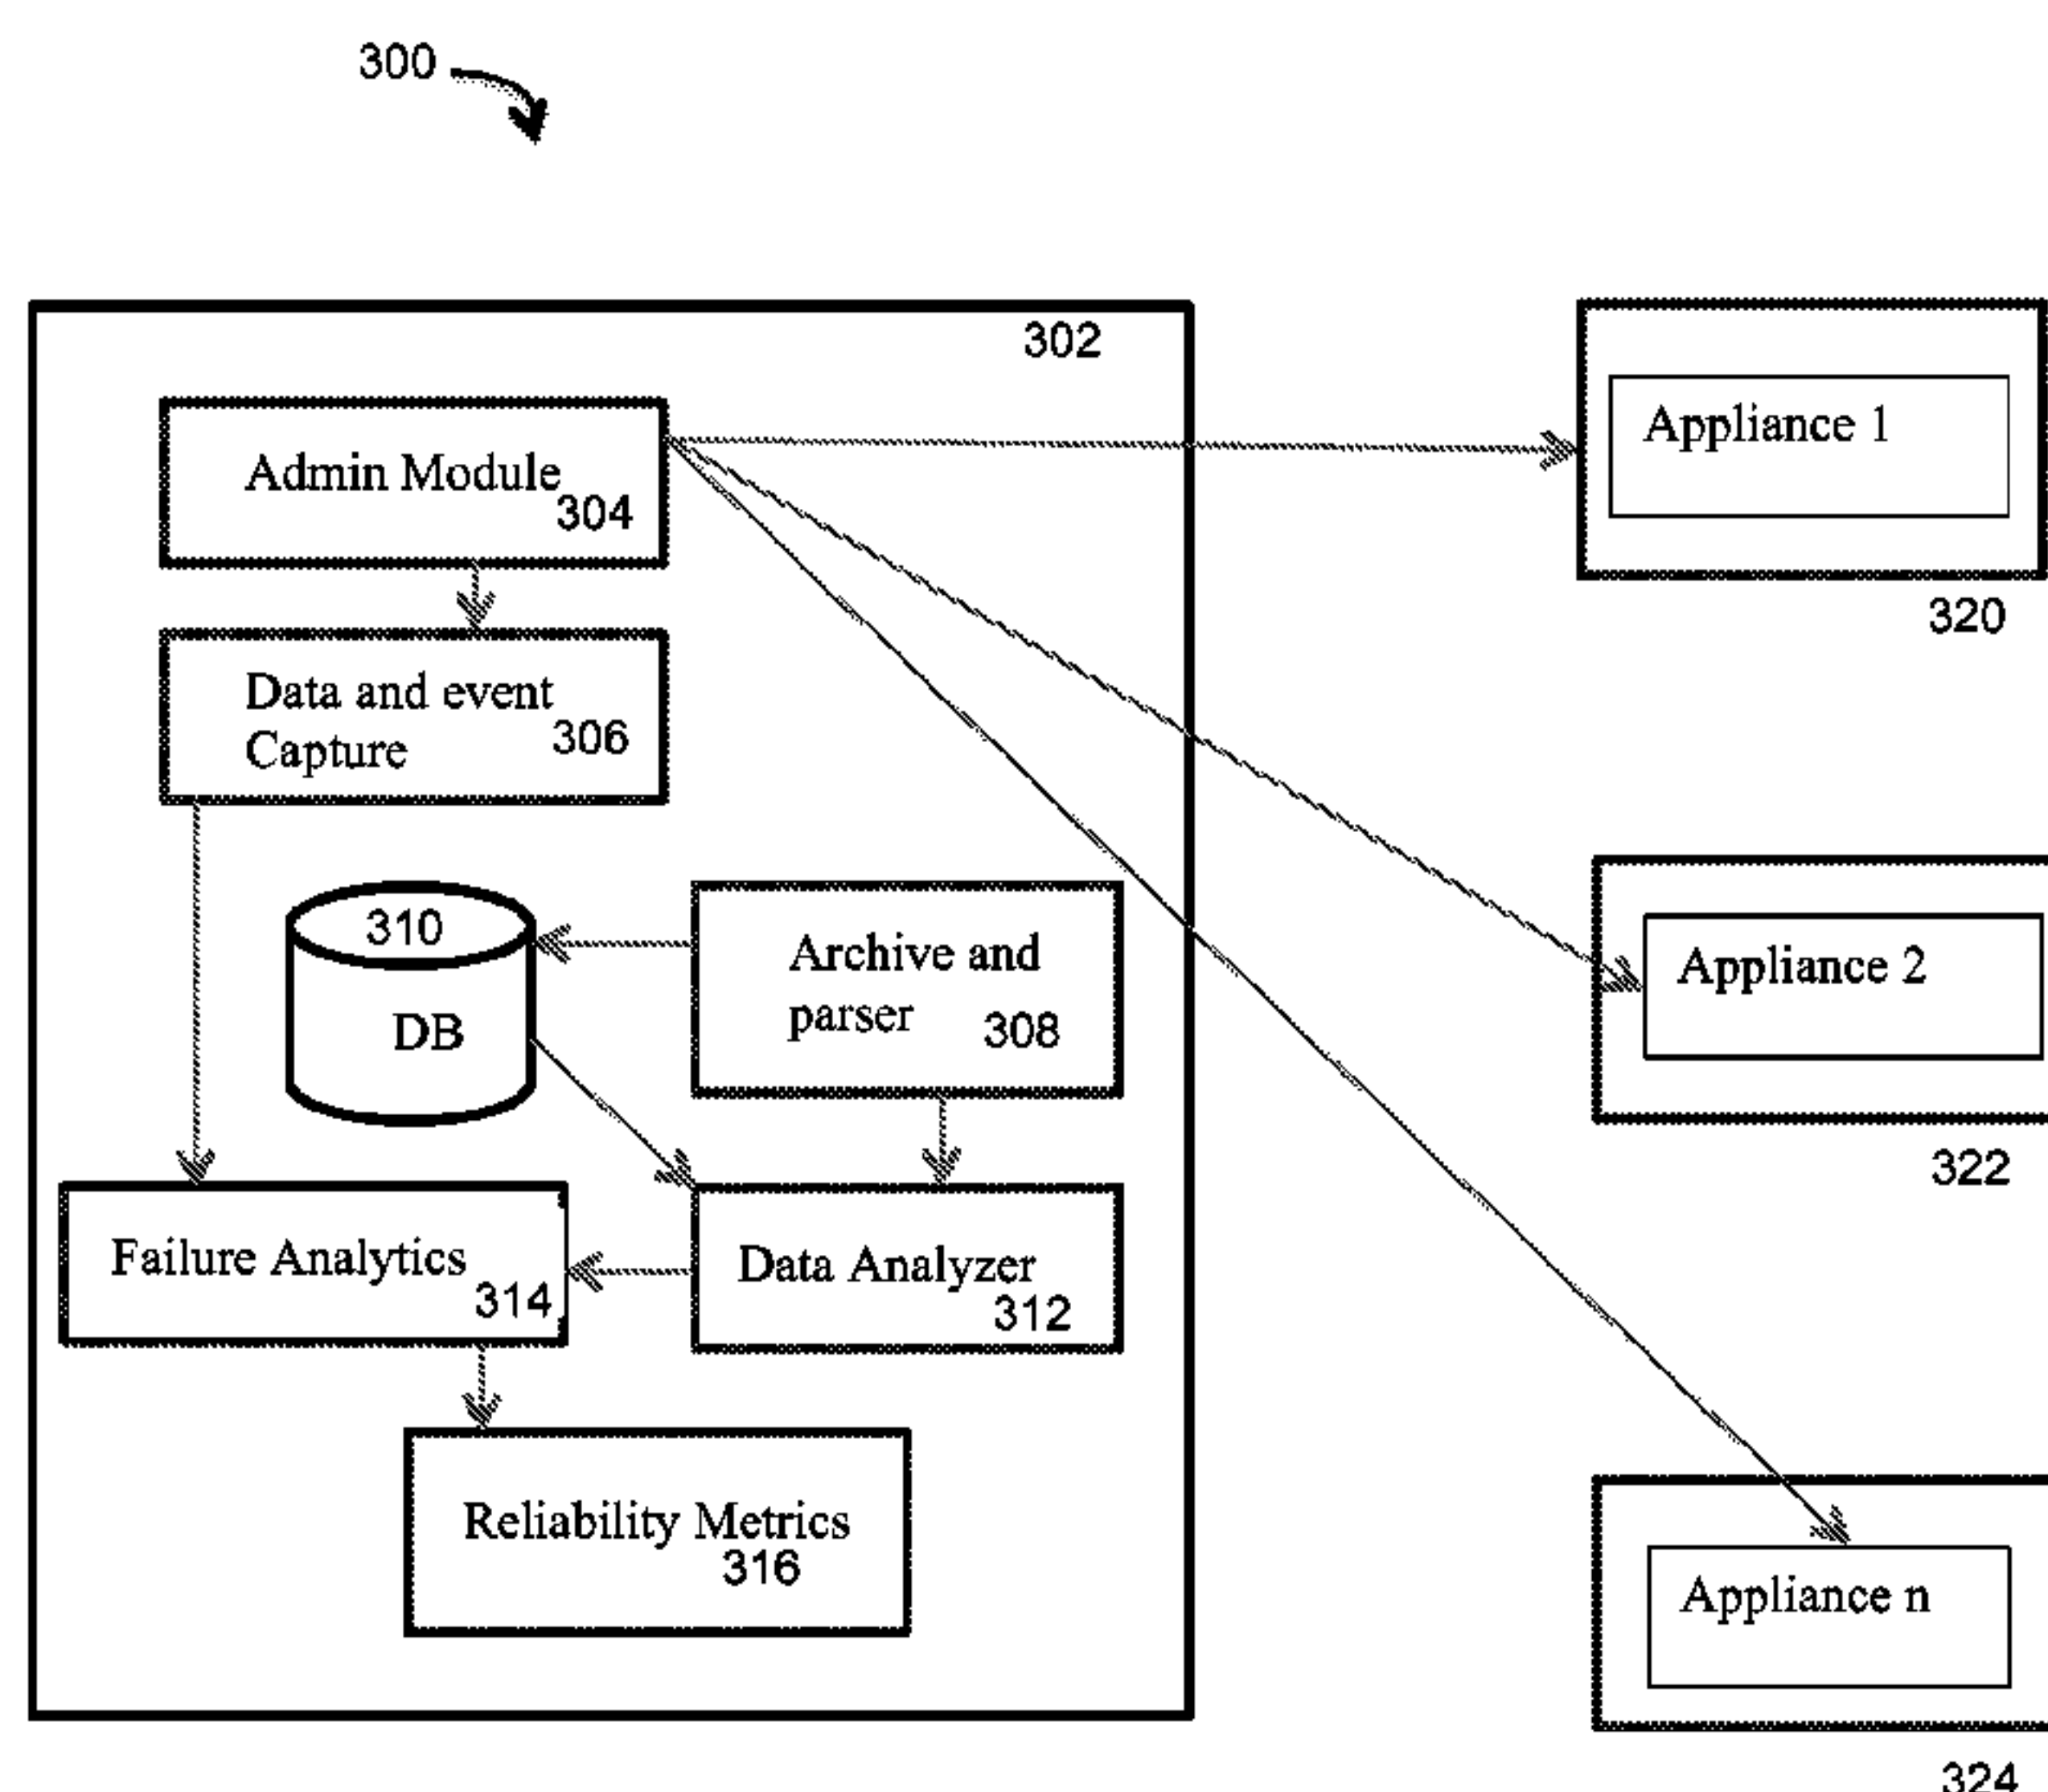 300
302
Admin Module
304
Data and event
Capture
306
310
DB
Archive and
parser
308
Failure Analytics
314
Data Analyzer
312
Reliability Metrics
316
Appliance 1
320
Appliance 2
322
Appliance n
324